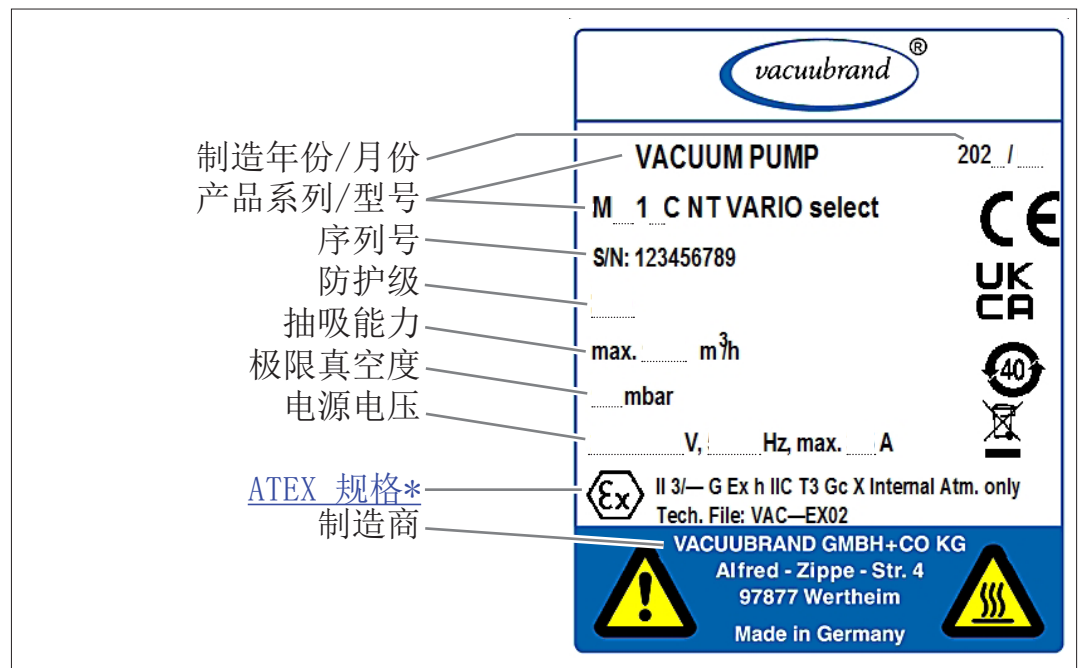 vacuubrand®
制造年份/月份
产品系列/型号
序列号
防护级
抽吸能力
极限真空度
电源电压
ATEX 规格*
制造商
VACUUM PUMP 202 /
M 1 C NT VARIO select
S/N: 123456789
max. m³/h
mbar
V, Hz, max. A
CE
UK
CA
40
Ex II 3/— G Ex h IIC T3 Gc X Internal Atm. only
Tech. File: VAC—EX02
VACUUBRAND GMBH+CO KG
Alfred - Zippe - Str. 4
97877 Wertheim
Made in Germany